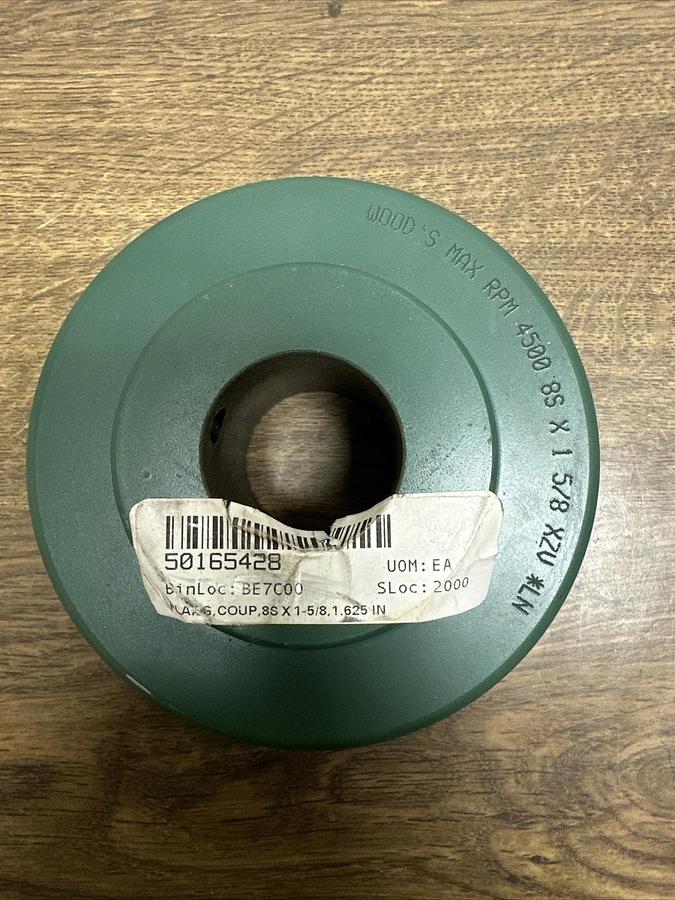 WOOD'S MAX RPM 4500 8S X 1 5/8 XZU *LN
50165428
UOM: EA
BinLoc: BE7C00
SLoc: 2000
COUP, 8S X 1-5/8, 1.625 IN